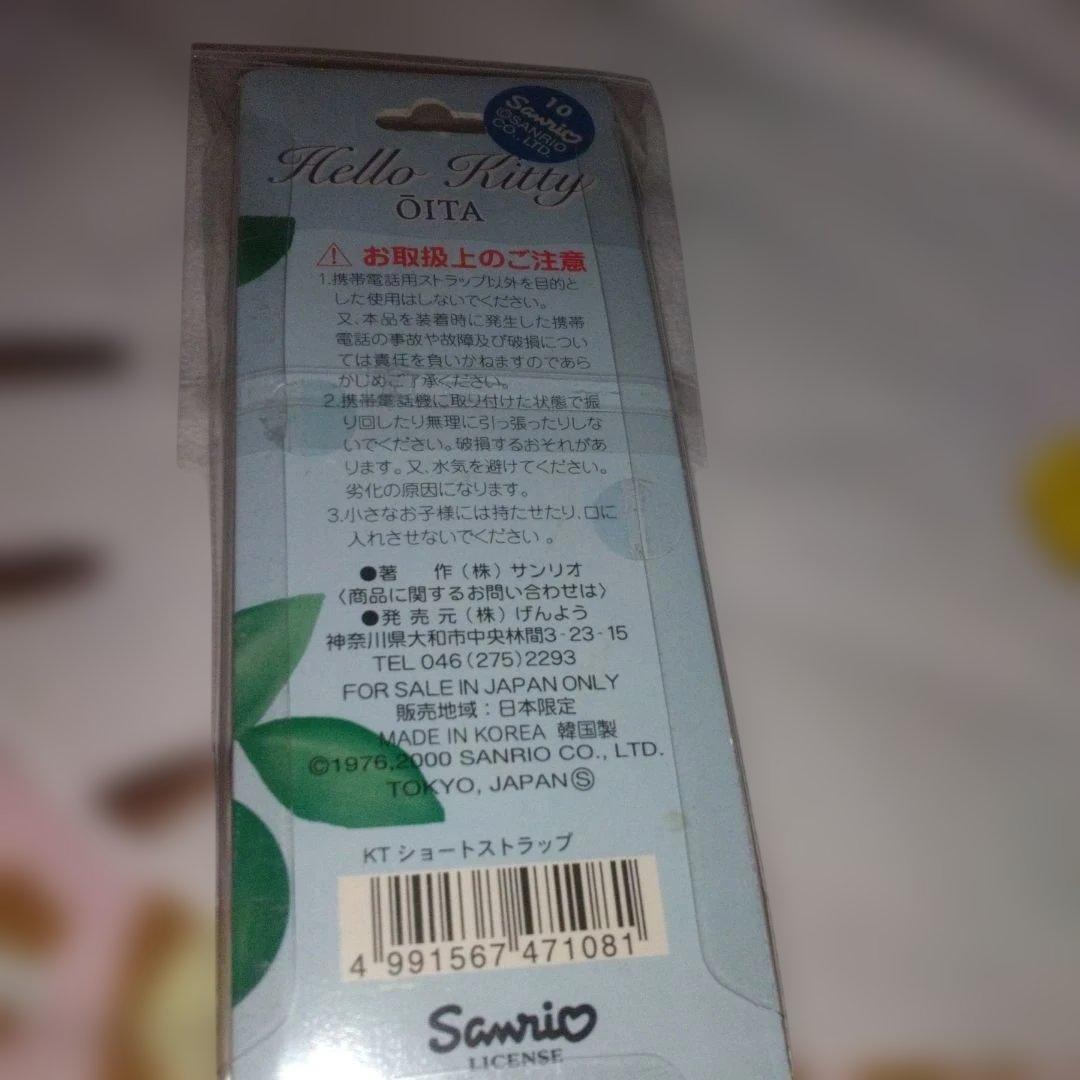 10
Sanrio
©SANRIO
CO., LTD.
Hello Kitty
ŌITA
お取扱上のご注意
1.携帯電話用ストラップ以外を目的と
した使用はしないでください。
又、本品を装着時に発生した携帯
電話の事故や故障及び破損につい
ては責任を負いかねますのであら
かじめご了承ください。
2.携帯電話機に取り付けた状態で振
り回したり無理に引っ張ったりしな
いでください。破損するおそれがあ
ります。又、水気を避けてください。
劣化の原因になります。
3.小さなお子様には持たせたり、口に
入れさせないでください。
●著　作（株）サンリオ
〈商品に関するお問い合わせは〉
●発売元（株）げんよう
神奈川県大和市中央林間3-23-15
TEL 046(275)2293
FOR SALE IN JAPAN ONLY
販売地域：日本限定
MADE IN KOREA 韓国製
©1976,2000 SANRIO CO., LTD.
TOKYO, JAPAN Ⓢ
KT ショートストラップ
4 991567 471081
Sanrio
LICENSE